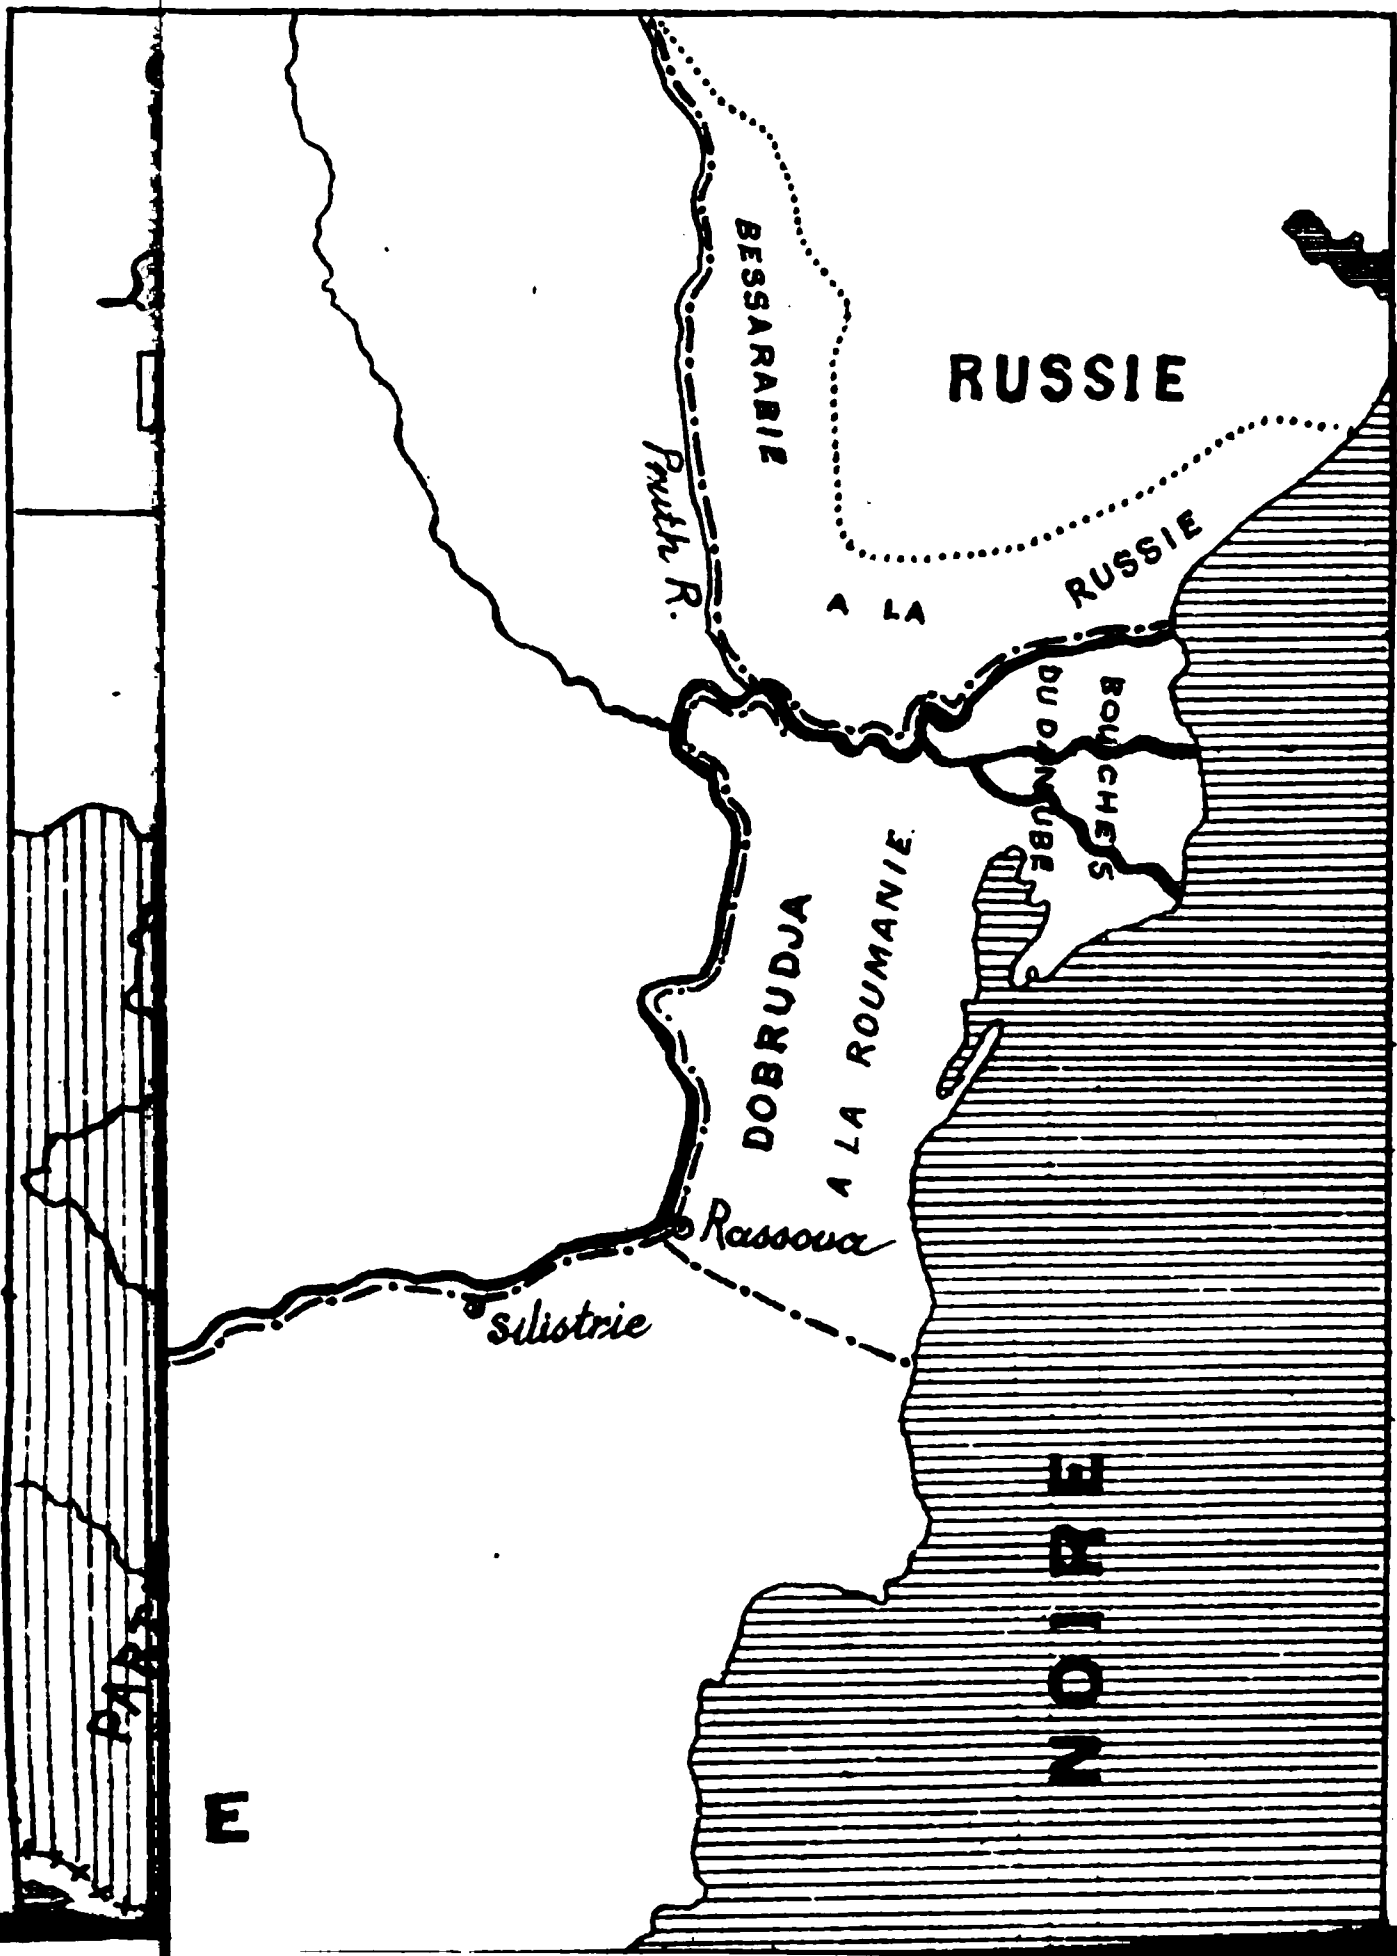 BESSARABIE
RUSSIE
Pruth R.
A LA
RUSSIE
BOUCHES
DU DANUBE
DOBRUDJA
A LA ROUMANIE
Rassova
Silistrie
NOIRE
E